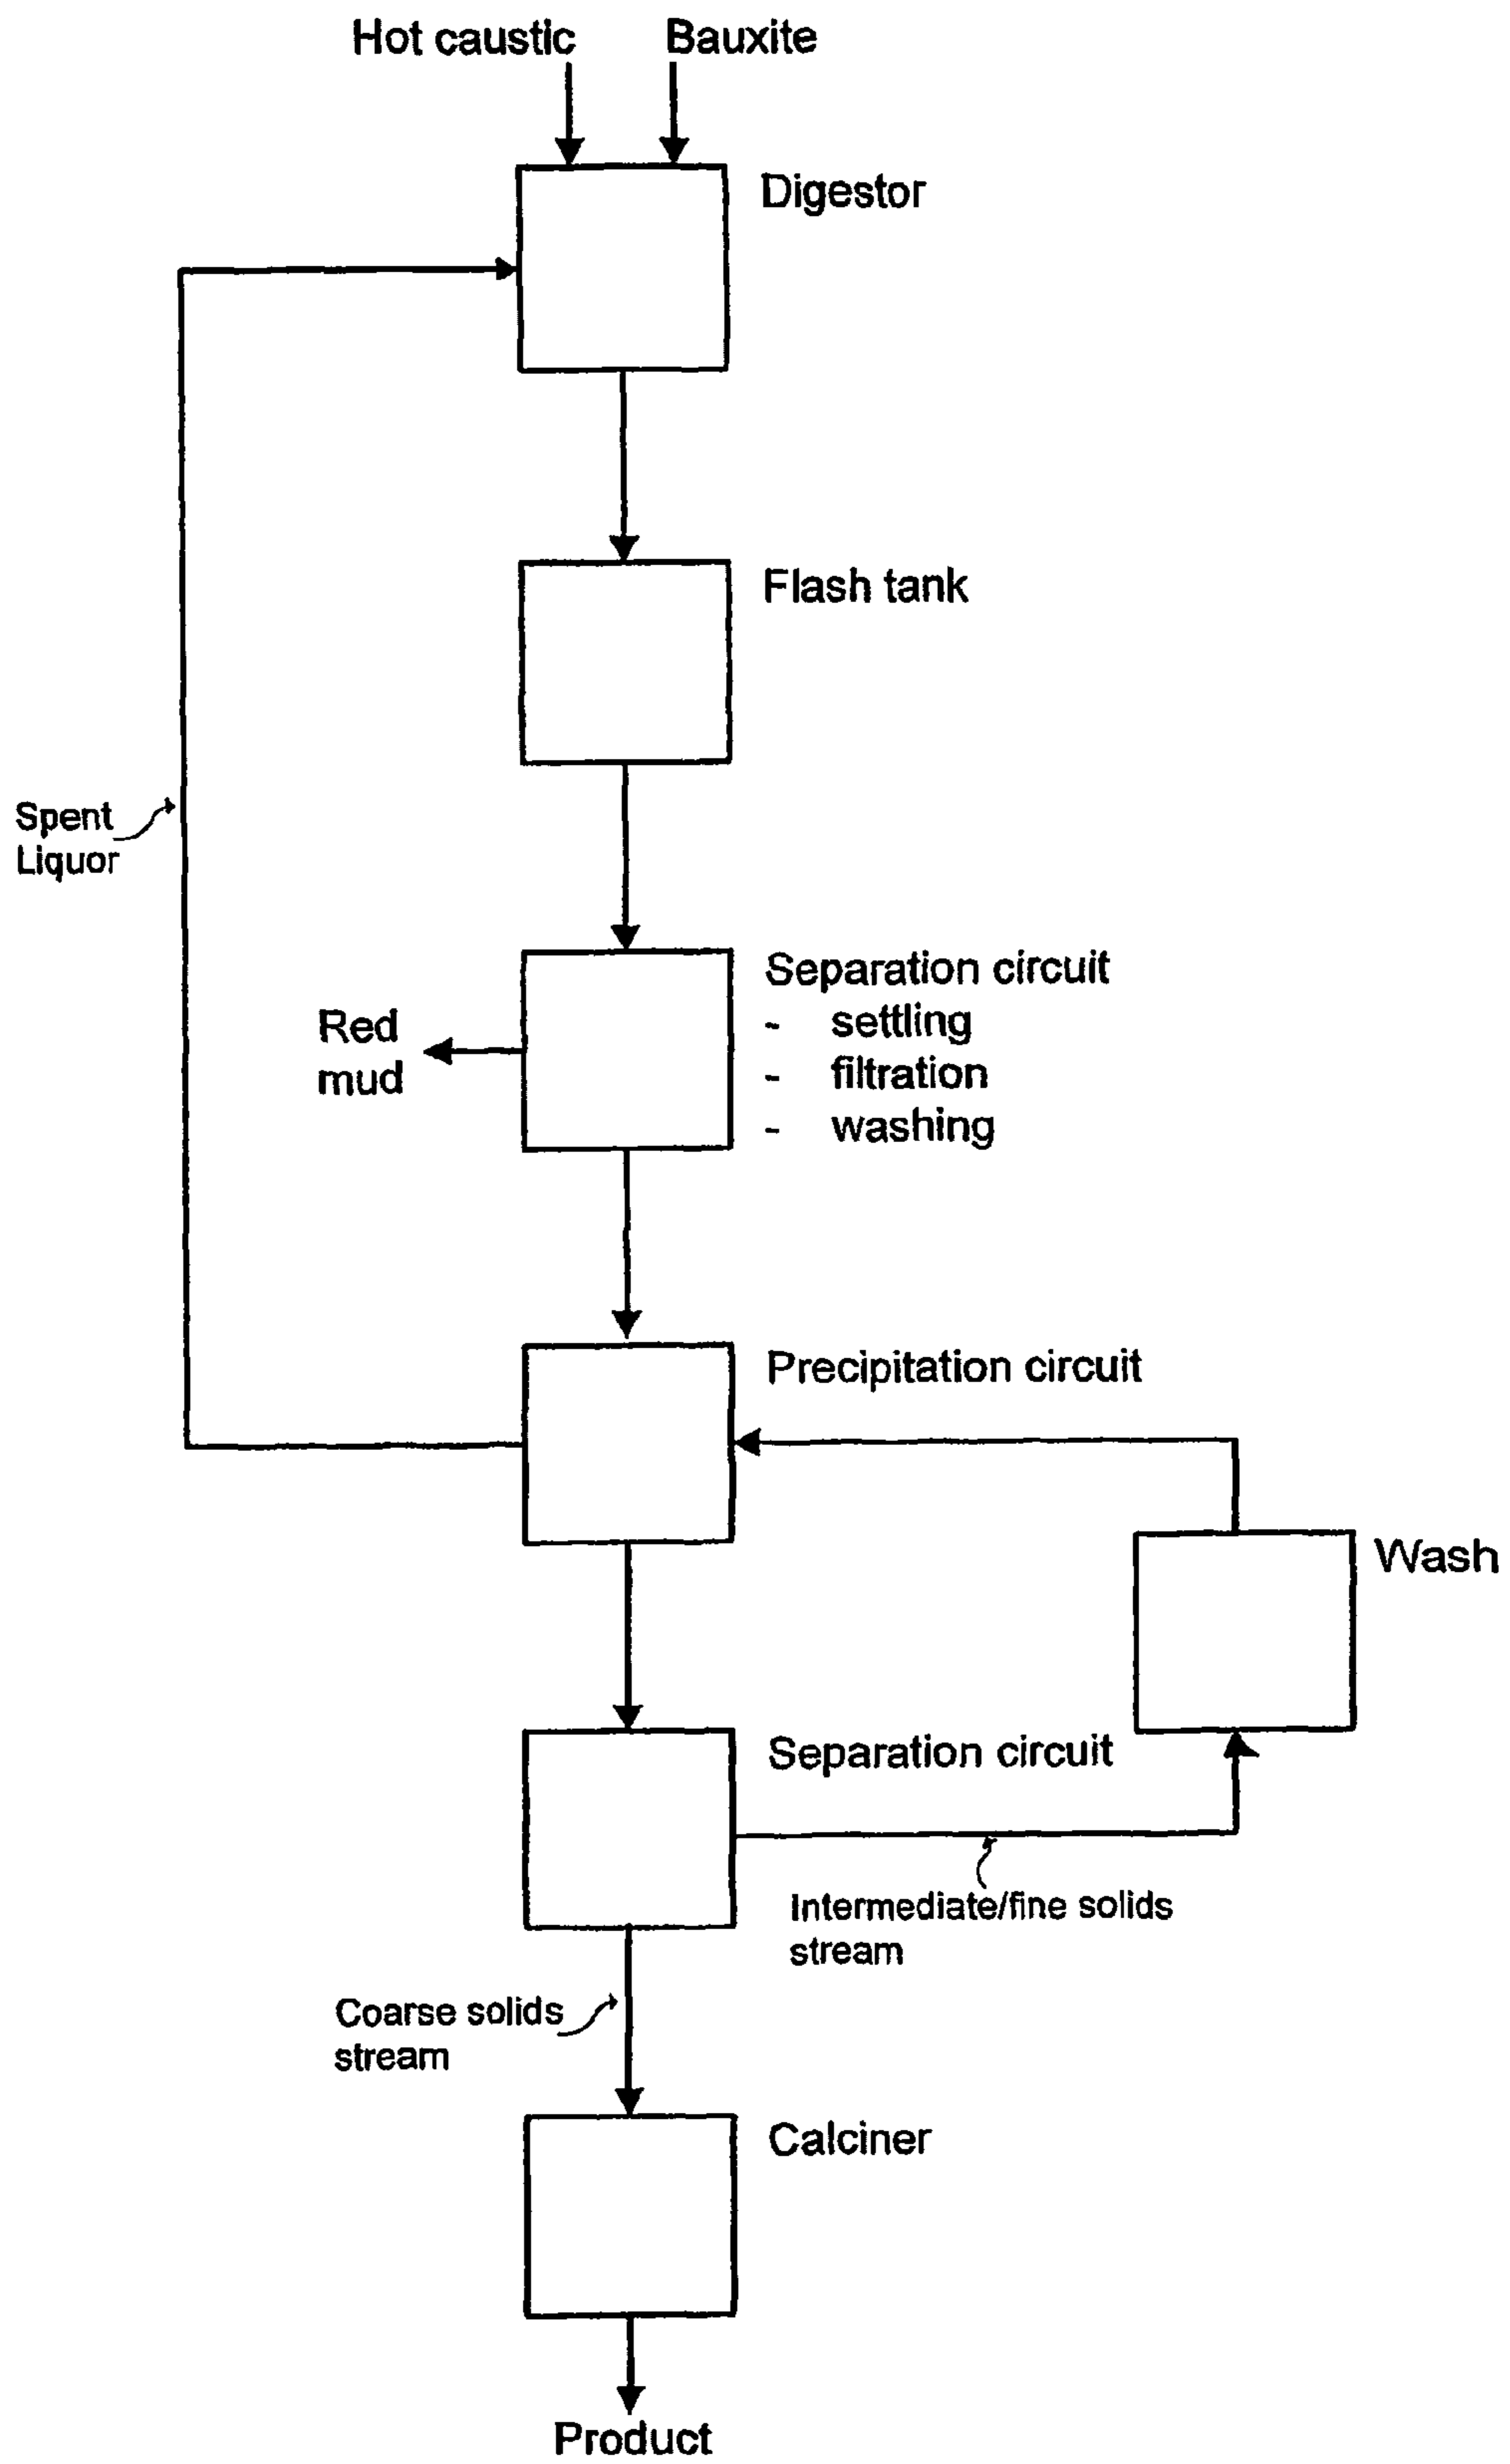 Hot caustic
Bauxite
Digestor
Flash tank
Spent
Liquor
Separation circuit
- settling
- filtration
- washing
Red
mud
Precipitation circuit
Wash
Separation circuit
Intermediate/fine solids
stream
Coarse solids
stream
Calciner
Product